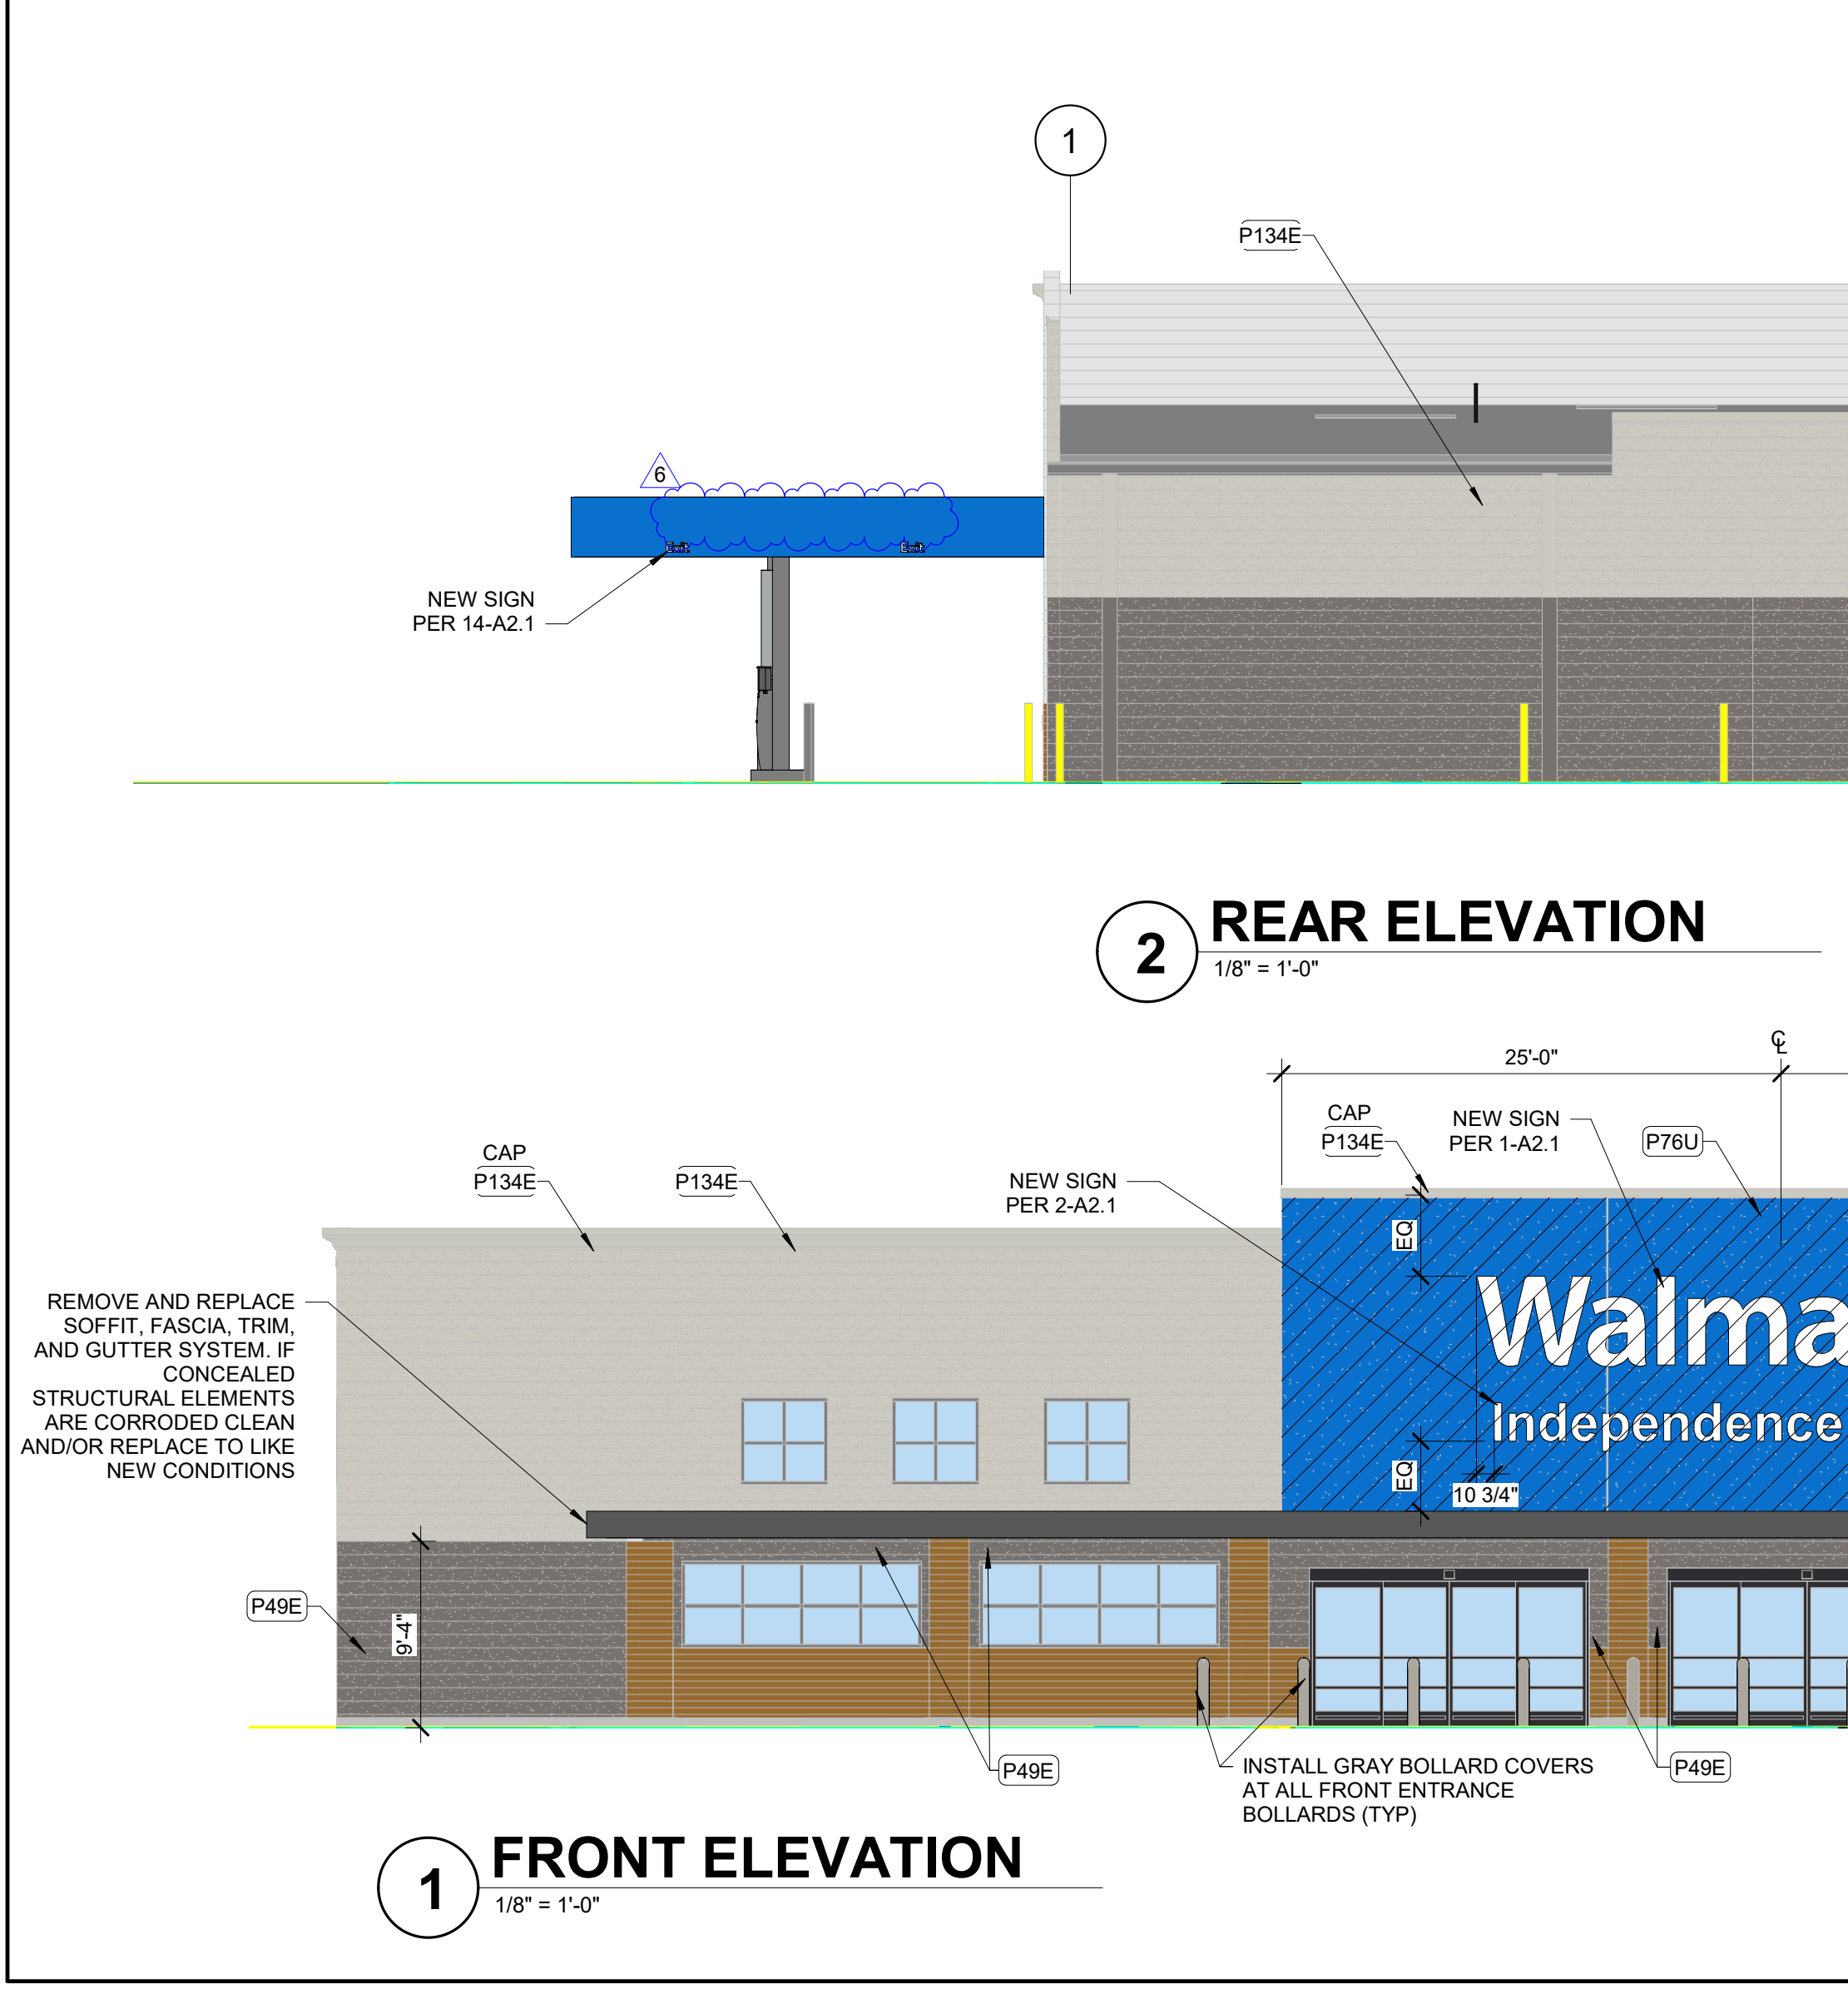 1
P134E
6
Exit
Exit
NEW SIGN
PER 14-A2.1
2
REAR ELEVATION
1/8" = 1'-0"
25'-0"
CL
CAP
P134E
NEW SIGN
PER 1-A2.1
P76U
CAP
P134E
P134E
NEW SIGN
PER 2-A2.1
EQ
Walma
REMOVE AND REPLACE
SOFFIT, FASCIA, TRIM,
AND GUTTER SYSTEM. IF
CONCEALED
STRUCTURAL ELEMENTS
ARE CORRODED CLEAN
AND/OR REPLACE TO LIKE
NEW CONDITIONS
Independence
EQ
10 3/4"
P49E
9'-4"
P49E
INSTALL GRAY BOLLARD COVERS
AT ALL FRONT ENTRANCE
BOLLARDS (TYP)
P49E
1
FRONT ELEVATION
1/8" = 1'-0"